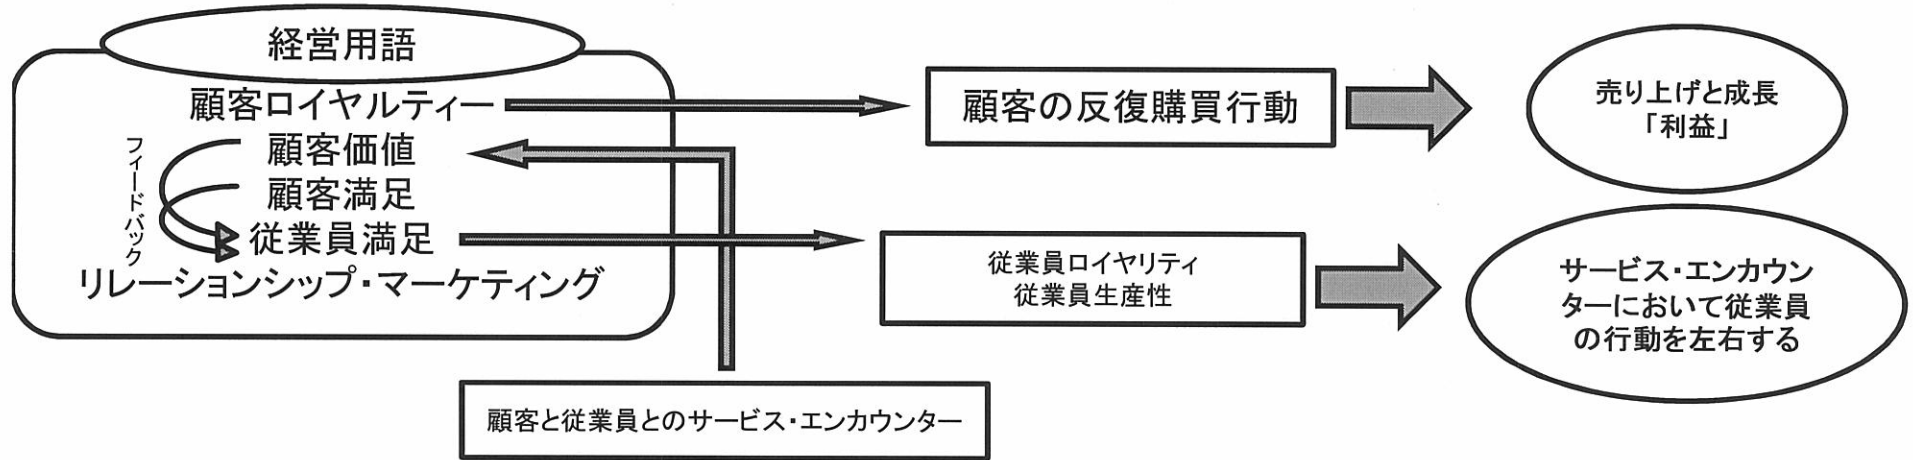 経営用語
顧客ロイヤルティー
顧客価値
顧客満足
従業員満足
リレーションシップ・マーケティング
フィードバック
顧客の反復購買行動
売り上げと成長
「利益」
従業員ロイヤリティ
従業員生産性
サービス・エンカウン
ターにおいて従業員
の行動を左右する
顧客と従業員とのサービス・エンカウンター